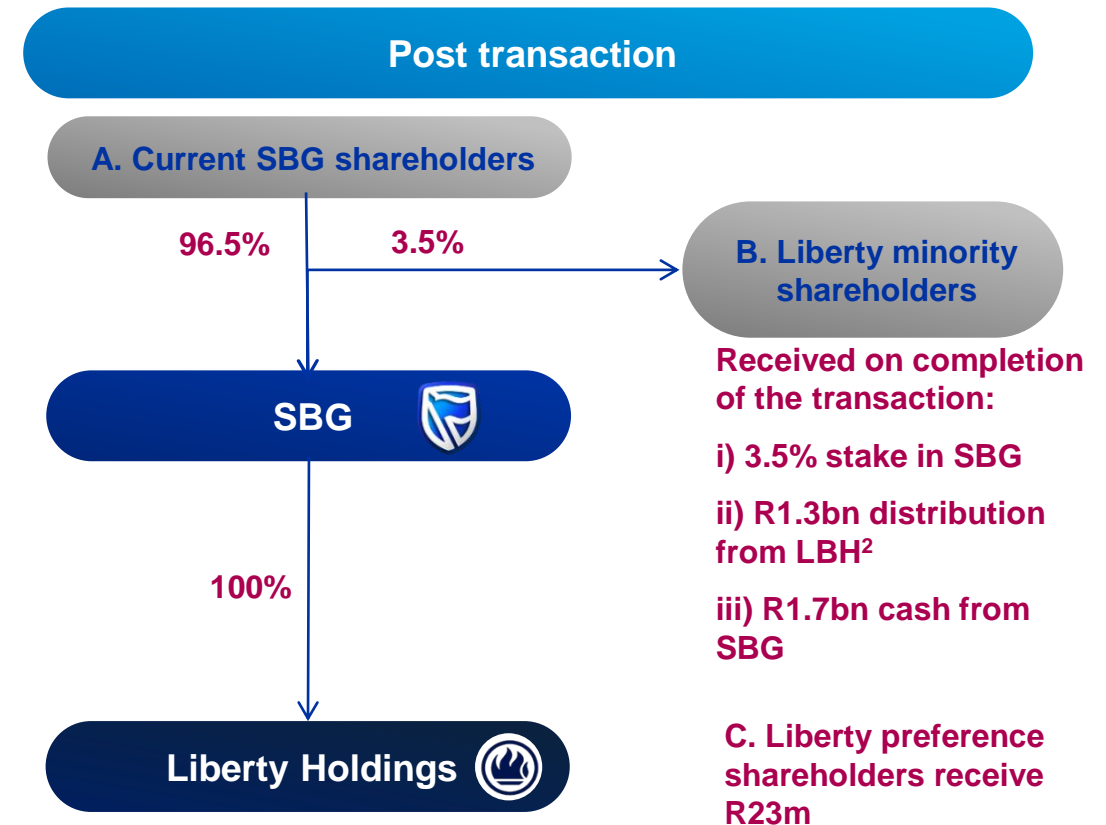 Post transaction
A. Current SBG shareholders
96.5%
3.5%
B. Liberty minority
shareholders
Received on completion
of the transaction:
i) 3.5% stake in SBG
ii) R1.3bn distribution
from LBH²
iii) R1.7bn cash from
SBG
SBG
100%
Liberty Holdings
C. Liberty preference
shareholders receive
R23m